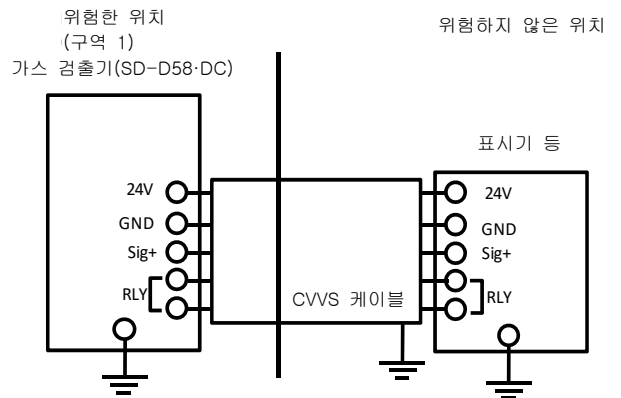 위험한 위치
(구역 1)
가스 검출기(SD-D58·DC)
위험하지 않은 위치
표시기 등
24V
GND
Sig+
RLY
CVVS 케이블
24V
GND
Sig+
RLY